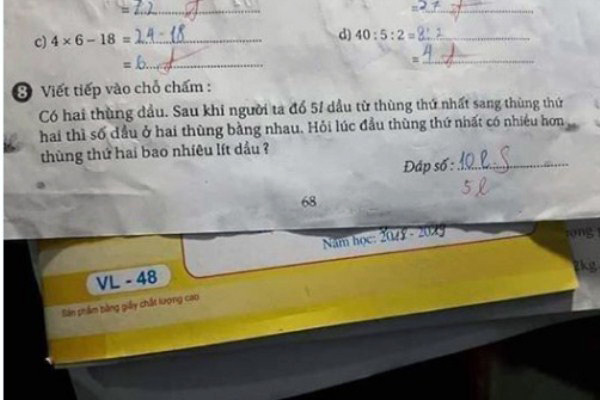 = 22
= 27
c) 4 × 6 – 18 = 24 - 18
d) 40 : 5 : 2 = 8 : 2
= 6
= 4
8 Viết tiếp vào chỗ chấm :
Có hai thùng dầu. Sau khi người ta đổ 5l dầu từ thùng thứ nhất sang thùng thứ
hai thì số dầu ở hai thùng bằng nhau. Hỏi lúc đầu thùng thứ nhất có nhiều hơn
thùng thứ hai bao nhiêu lít dầu ?
Đáp số : 10 l S
5 l
68
Năm học: 2018 - 2019
VL - 48
Sản phẩm bằng giấy chất lượng cao
2kg